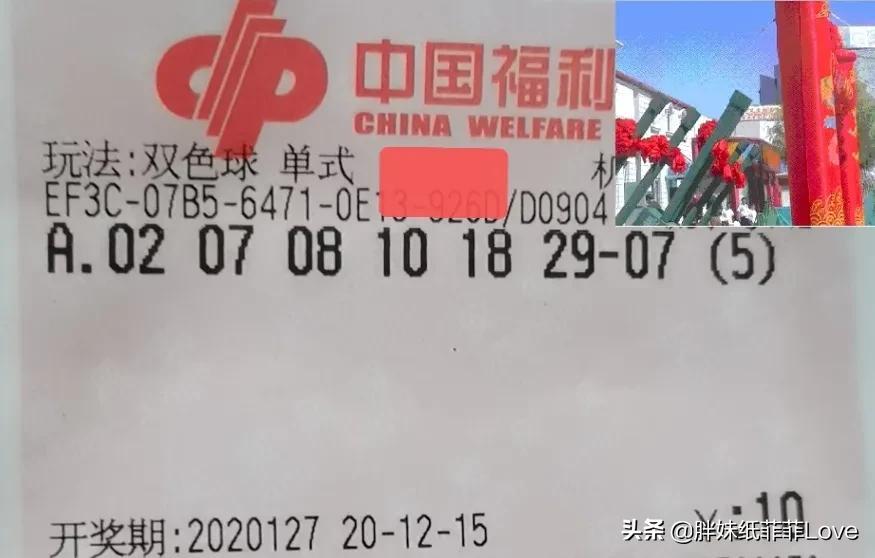 中国福利
CHINA WELFARE
玩法:双色球 单式
EF3C-07B5-6471-0E13-926D/D0904
A.02 07 08 10 18 29-07 (5)
开奖期:2020127 20-12-15
¥:10
头条 @胖妹纸菲菲Love